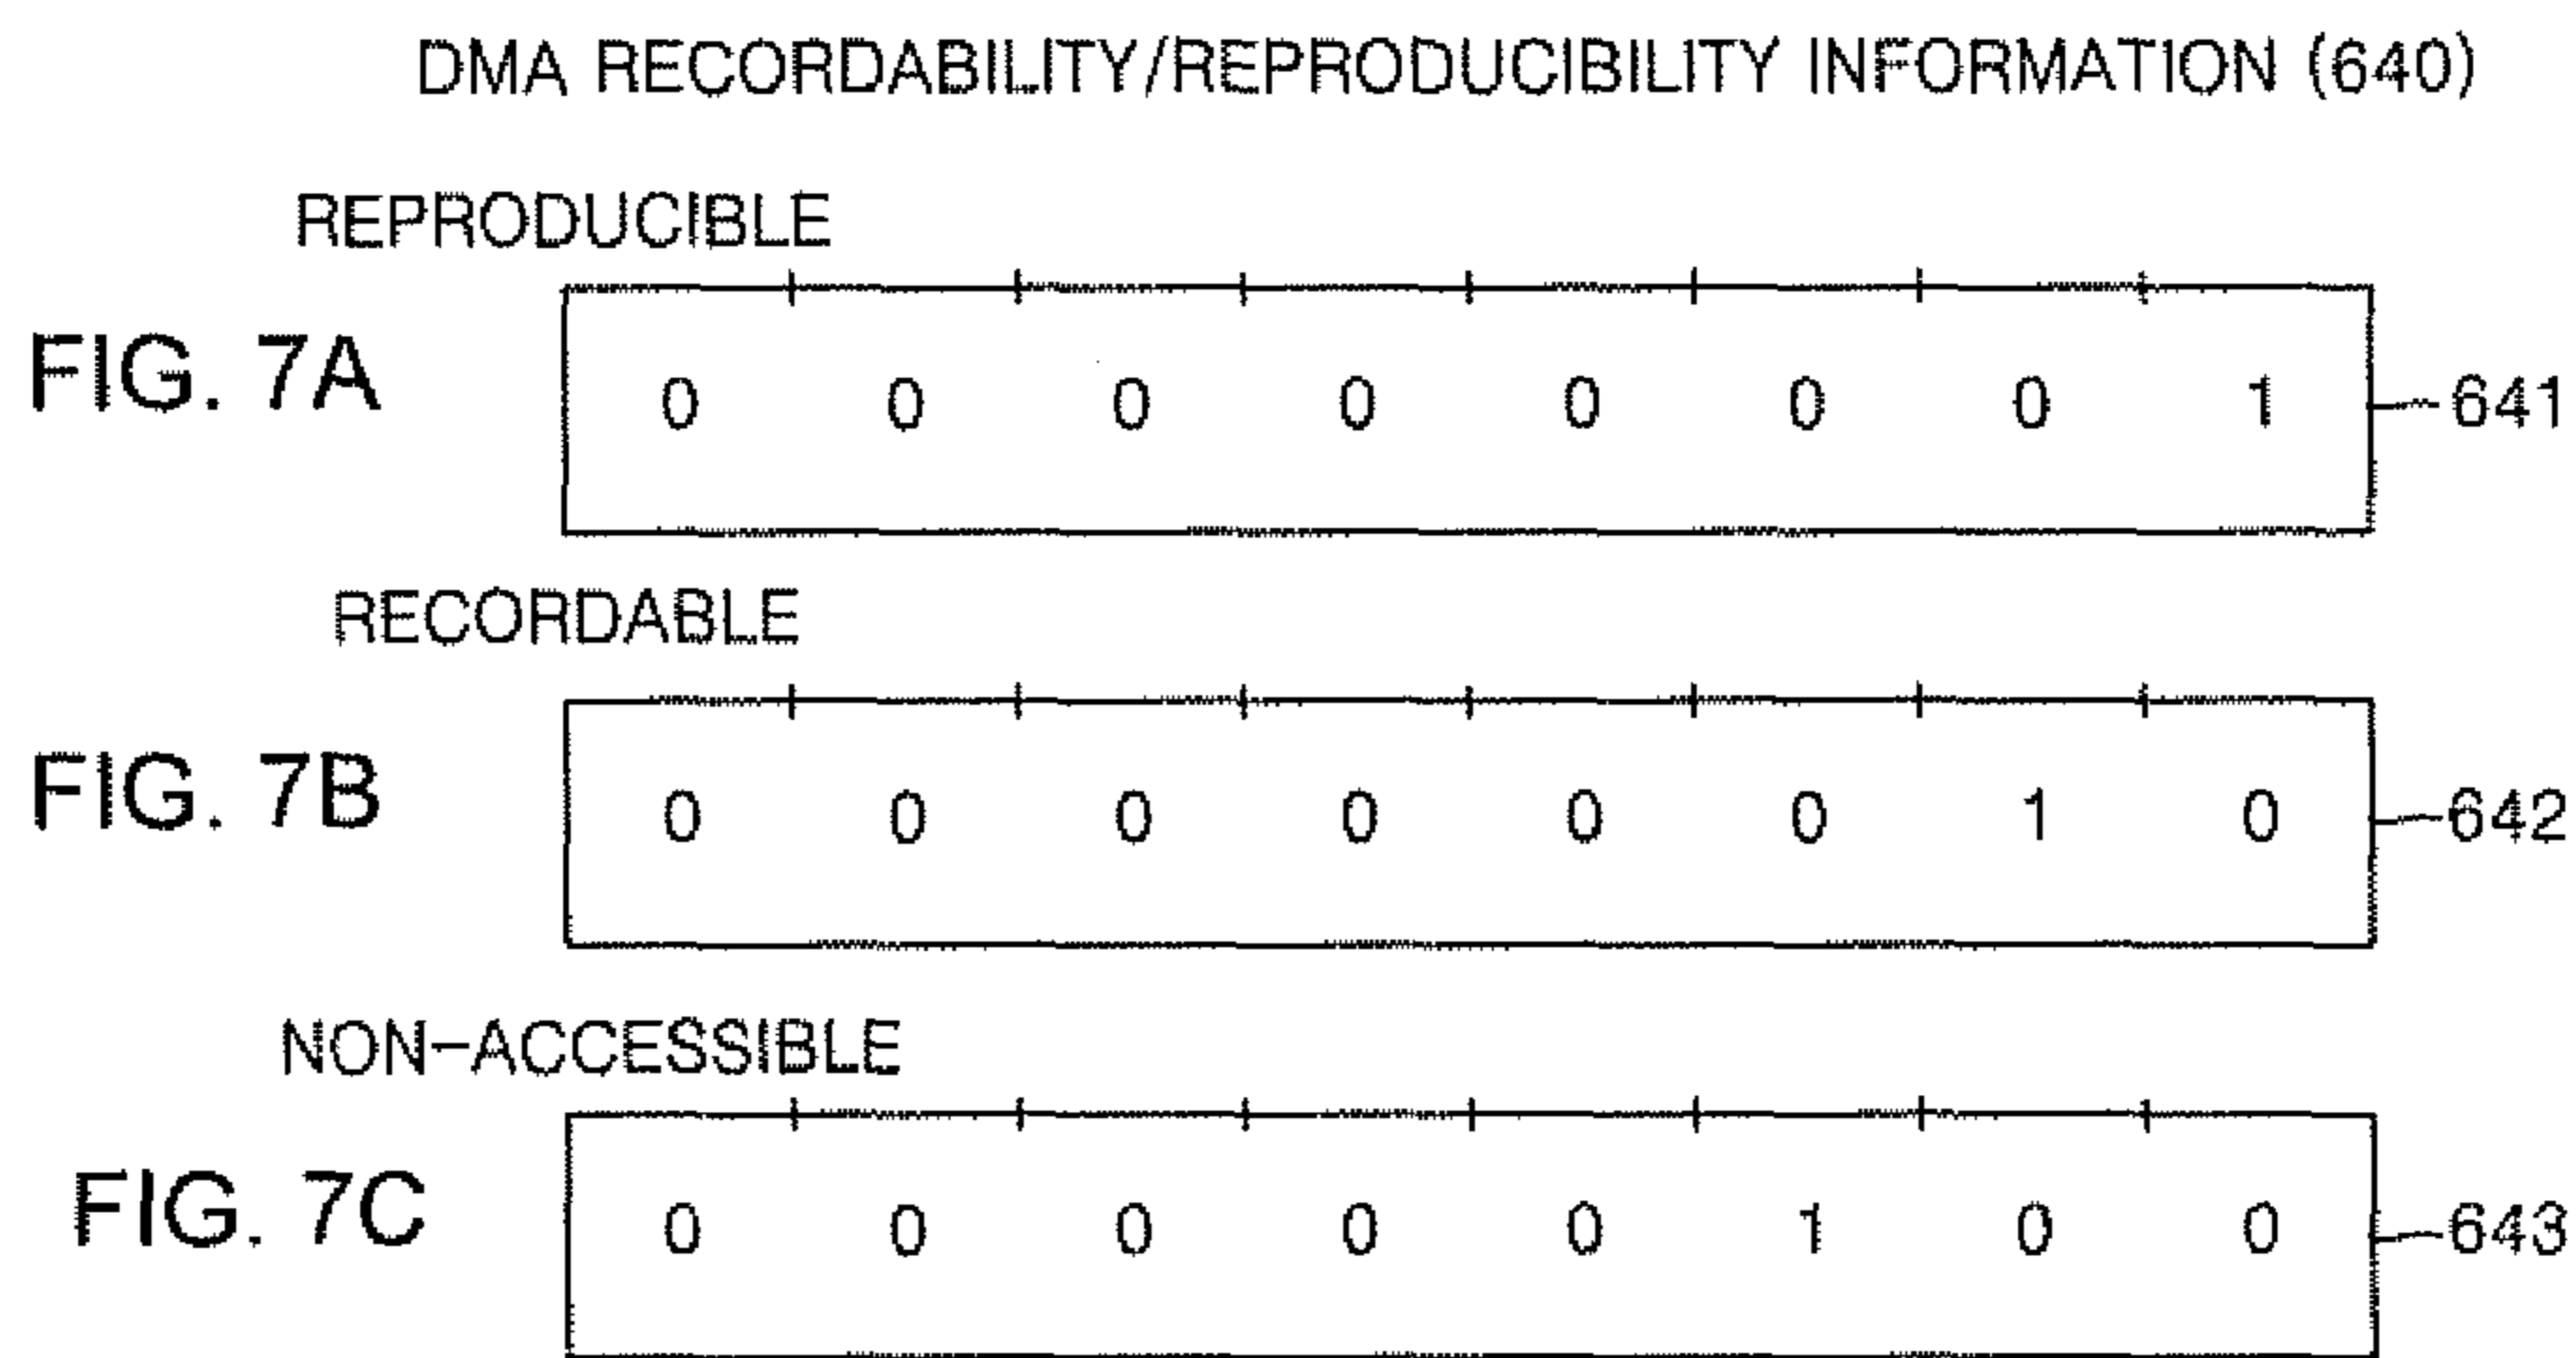 DMA RECORDABILITY/REPRODUCIBILITY INFORMATION (640)
REPRODUCIBLE
FIG. 7A 0 0 0 0 0 0 0 1 641
RECORDABLE
FIG. 7B 0 0 0 0 0 0 1 0 642
NON-ACCESSIBLE
FIG. 7C 0 0 0 0 0 1 0 0 643